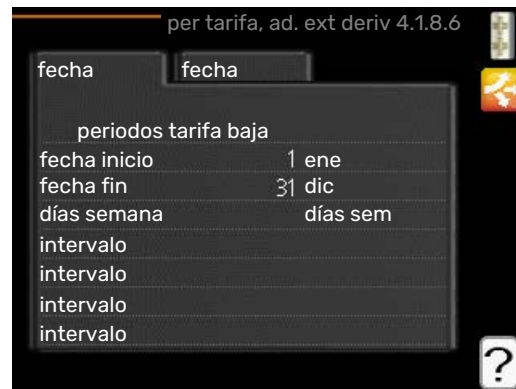 per tarifa, ad. ext deriv 4.1.8.6
fecha fecha
periodos tarifa baja
fecha inicio 1 ene
fecha fin 31 dic
días semana días sem
intervalo
intervalo
intervalo
intervalo
?